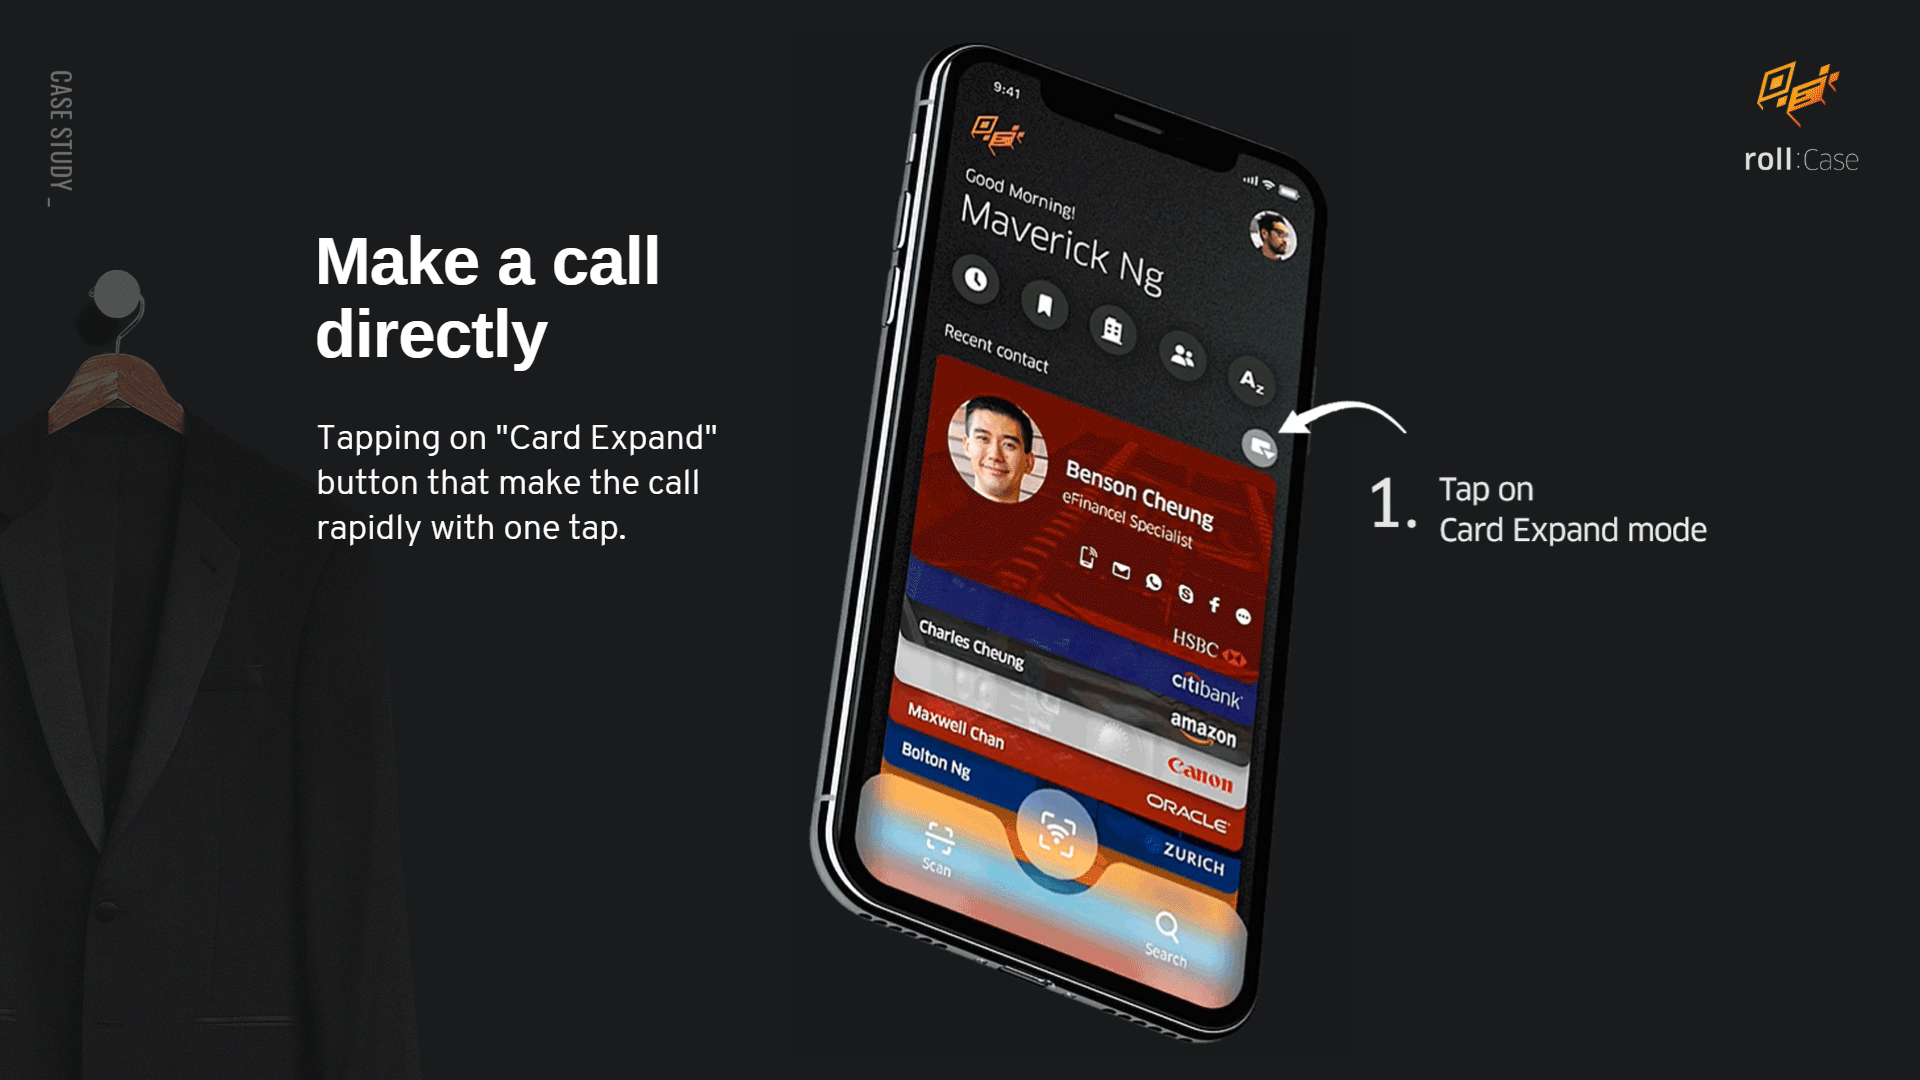 CASE STUDY _
Make a call
directly
Tapping on "Card Expand"
button that make the call
rapidly with one tap.
9:41
Good Morning!
Maverick Ng
AZ
Recent contact
Benson Cheung
eFinancel Specialist
HSBC
citibank
Charles Cheung
amazon
Canon
Maxwell Chan
ORACLE
Bolton Ng
ZURICH
Scan
Search
1. Tap on
Card Expand mode
roll:Case